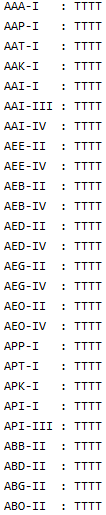 AAA-I   : TTTT
AAP-I   : TTTT
AAT-I   : TTTT
AAK-I   : TTTT
AAI-I   : TTTT
AAI-III : TTTT
AAI-IV  : TTTT
AEE-II  : TTTT
AEE-IV  : TTTT
AEB-II  : TTTT
AEB-IV  : TTTT
AED-II  : TTTT
AED-IV  : TTTT
AEG-II  : TTTT
AEG-IV  : TTTT
AEO-II  : TTTT
AEO-IV  : TTTT
APP-I   : TTTT
APT-I   : TTTT
APK-I   : TTTT
API-I   : TTTT
API-III : TTTT
ABB-II  : TTTT
ABD-II  : TTTT
ABG-II  : TTTT
ABO-II  : TTTT